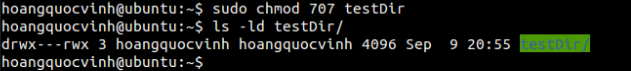 hoangquocvinh@ubuntu:~$ sudo chmod 707 testDir
hoangquocvinh@ubuntu:~$ ls -ld testDir/
drwx---rwx 3 hoangquocvinh hoangquocvinh 4096 Sep  9 20:55 testDir/
hoangquocvinh@ubuntu:~$